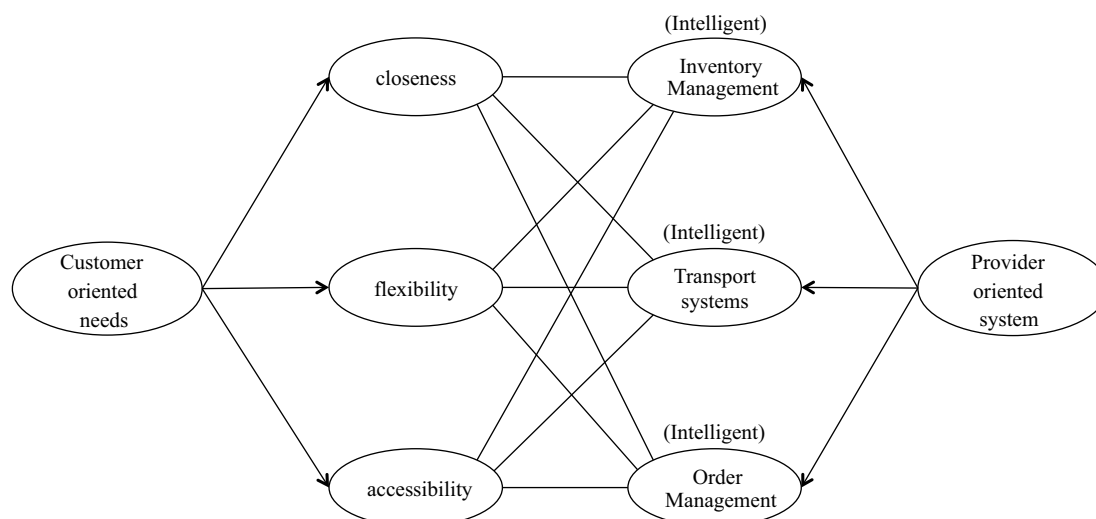 (Intelligent)
closeness
Inventory
Management
(Intelligent)
Customer
oriented
needs
flexibility
Transport
systems
Provider
oriented
system
(Intelligent)
accessibility
Order
Management